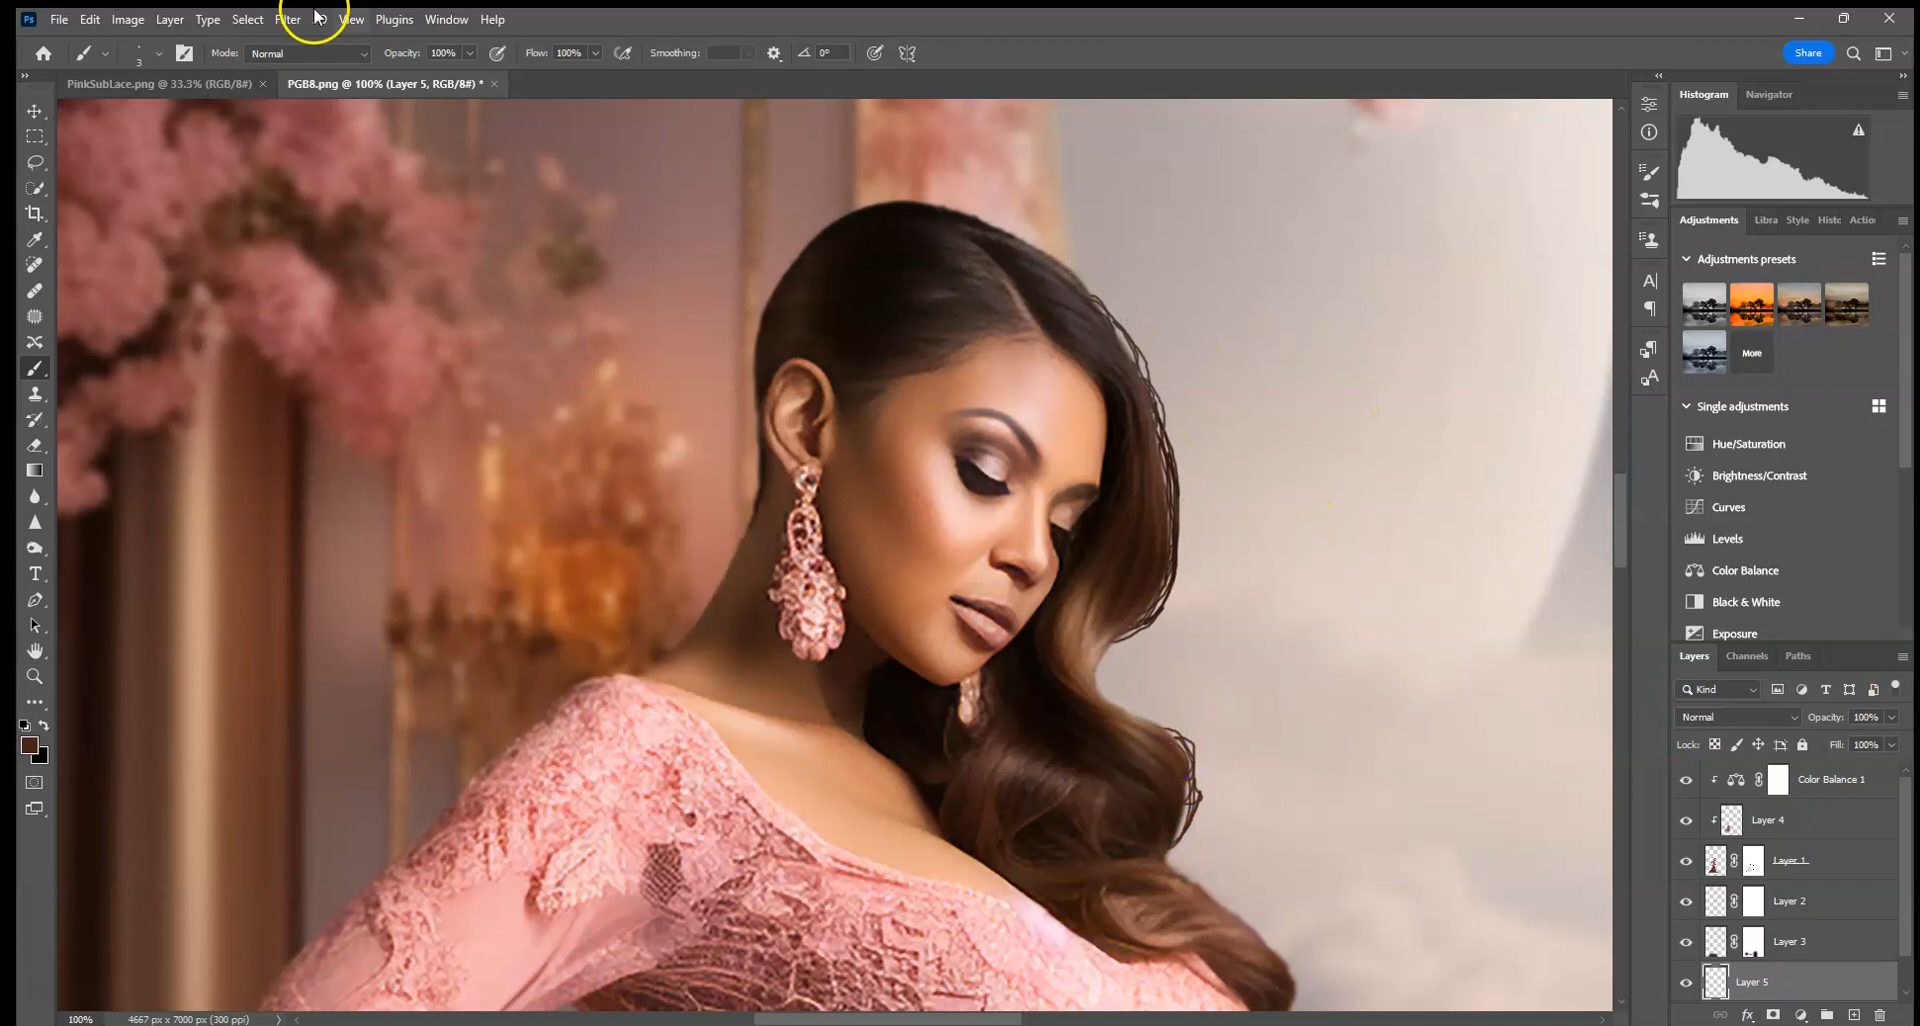 Ps File Edit Image Layer Type Select Filter View Plugins Window Help
3 Mode: Normal Opacity: 100% Flow: 100% Smoothing: 0° Share
PinkSubLace.png @ 33.3% (RGB/8#) PGB8.png @ 100% (Layer 5, RGB/8#) *
Histogram Navigator
Adjustments Libra Style Histc Actio
Adjustments presets
More
Single adjustments
Hue/Saturation
Brightness/Contrast
Curves
Levels
Color Balance
Black & White
Exposure
Layers Channels Paths
Kind
Normal Opacity: 100%
Lock: Fill: 100%
Color Balance 1
Layer 4
Layer 1
Layer 2
Layer 3
Layer 5
100% 4667 px x 7000 px (300 ppi)